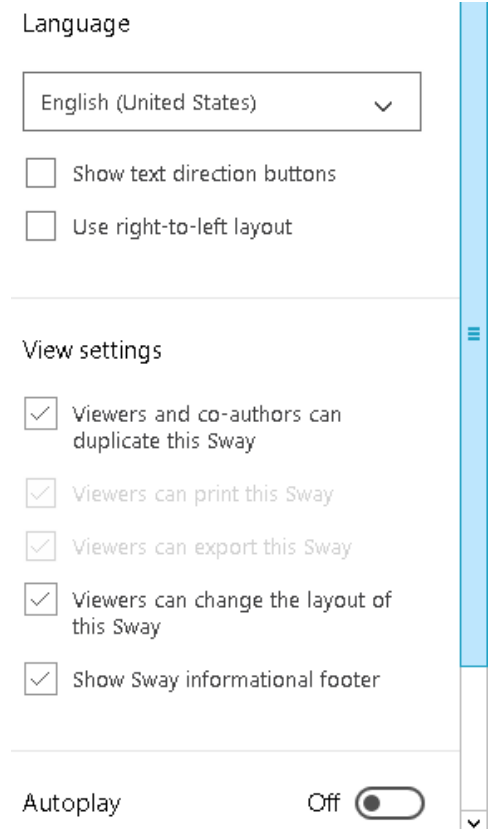 Language
English (United States)
Show text direction buttons
Use right-to-left layout
View settings
Viewers and co-authors can
duplicate this Sway
Viewers can print this Sway
Viewers can export this Sway
Viewers can change the layout of
this Sway
Show Sway informational footer
Autoplay Off